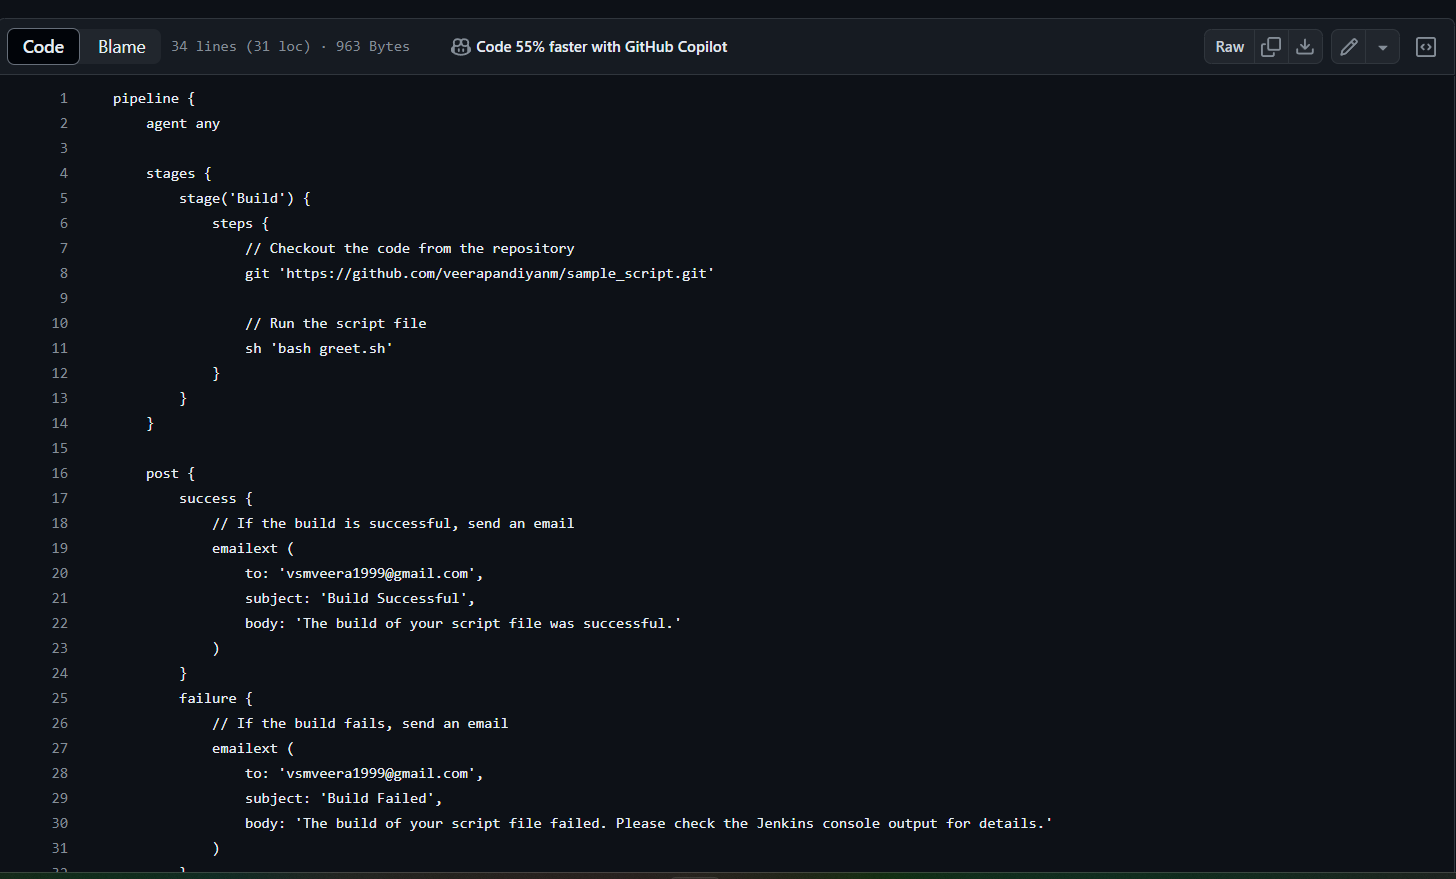 Code Blame 34 lines (31 loc) · 963 Bytes Code 55% faster with GitHub Copilot Raw
1 pipeline {
2     agent any
3
4     stages {
5         stage('Build') {
6             steps {
7                 // Checkout the code from the repository
8                 git 'https://github.com/veerapandiyanm/sample_script.git'
9
10                 // Run the script file
11                 sh 'bash greet.sh'
12             }
13         }
14     }
15
16     post {
17         success {
18             // If the build is successful, send an email
19             emailext (
20                 to: 'vsmveera1999@gmail.com',
21                 subject: 'Build Successful',
22                 body: 'The build of your script file was successful.'
23             )
24         }
25         failure {
26             // If the build fails, send an email
27             emailext (
28                 to: 'vsmveera1999@gmail.com',
29                 subject: 'Build Failed',
30                 body: 'The build of your script file failed. Please check the Jenkins console output for details.'
31             )
32         }